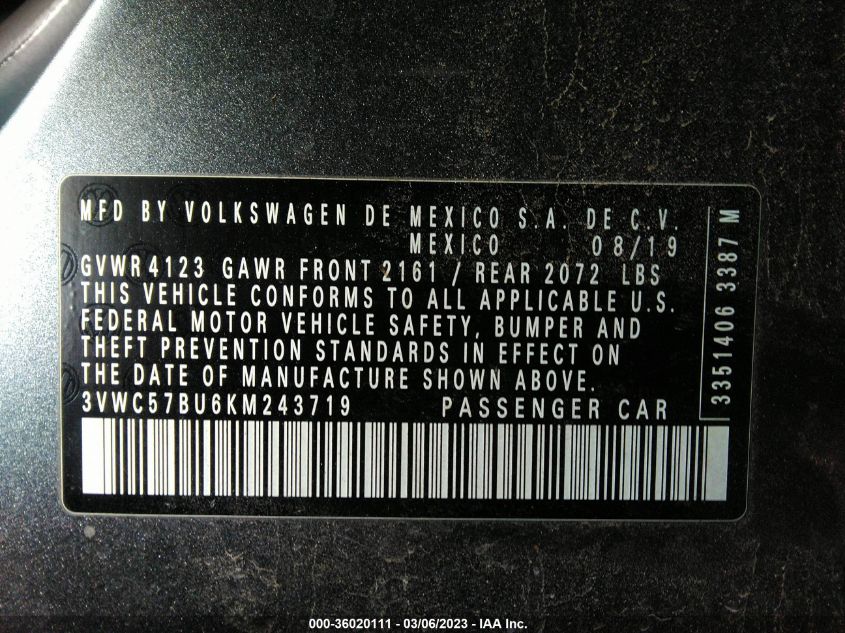 MFD BY VOLKSWAGEN DE MEXICO S.A. DE C.V.
MEXICO 08/19
GVWR 4123 GAWR FRONT 2161 / REAR 2072 LBS
THIS VEHICLE CONFORMS TO ALL APPLICABLE U.S.
FEDERAL MOTOR VEHICLE SAFETY, BUMPER AND
THEFT PREVENTION STANDARDS IN EFFECT ON
THE DATE OF MANUFACTURE SHOWN ABOVE.
3VWC57BU6KM243719 PASSENGER CAR
3351406 3387 M
000-36020111 - 03/06/2023 - IAA Inc.